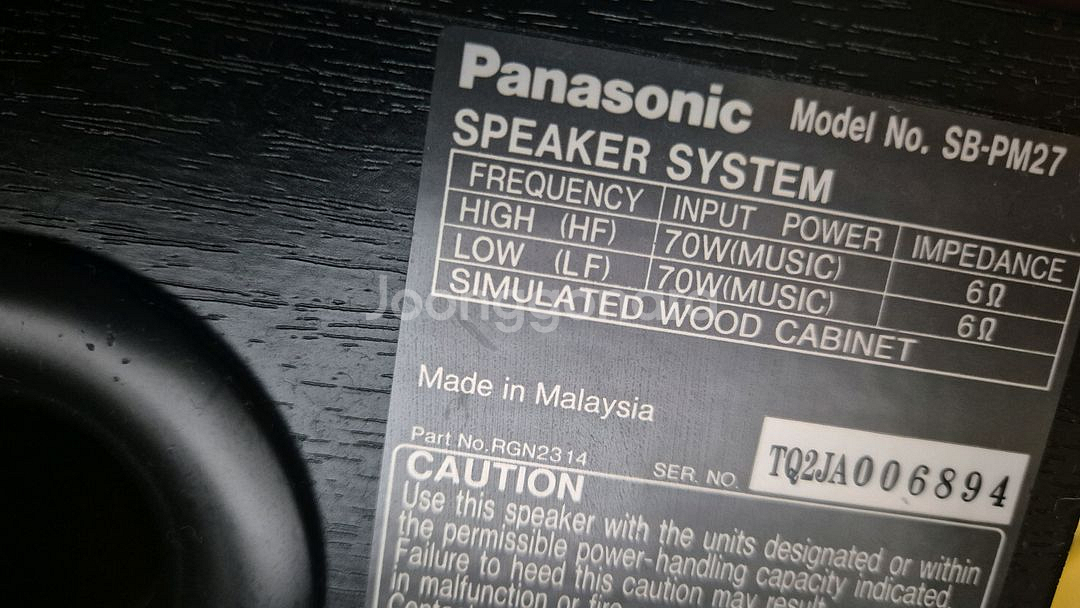 Panasonic Model No. SB-PM27
SPEAKER SYSTEM
FREQUENCY INPUT POWER IMPEDANCE
HIGH (HF) 70W(MUSIC) 6Ω
LOW (LF) 70W(MUSIC) 6Ω
SIMULATED WOOD CABINET
Made in Malaysia
Part No.RGN2314 SER. NO. TQ2JA006894
CAUTION
Use this speaker with the units designated or within
the permissible power-handling capacity indicated.
Failure to heed this caution may result
in malfunction or fire